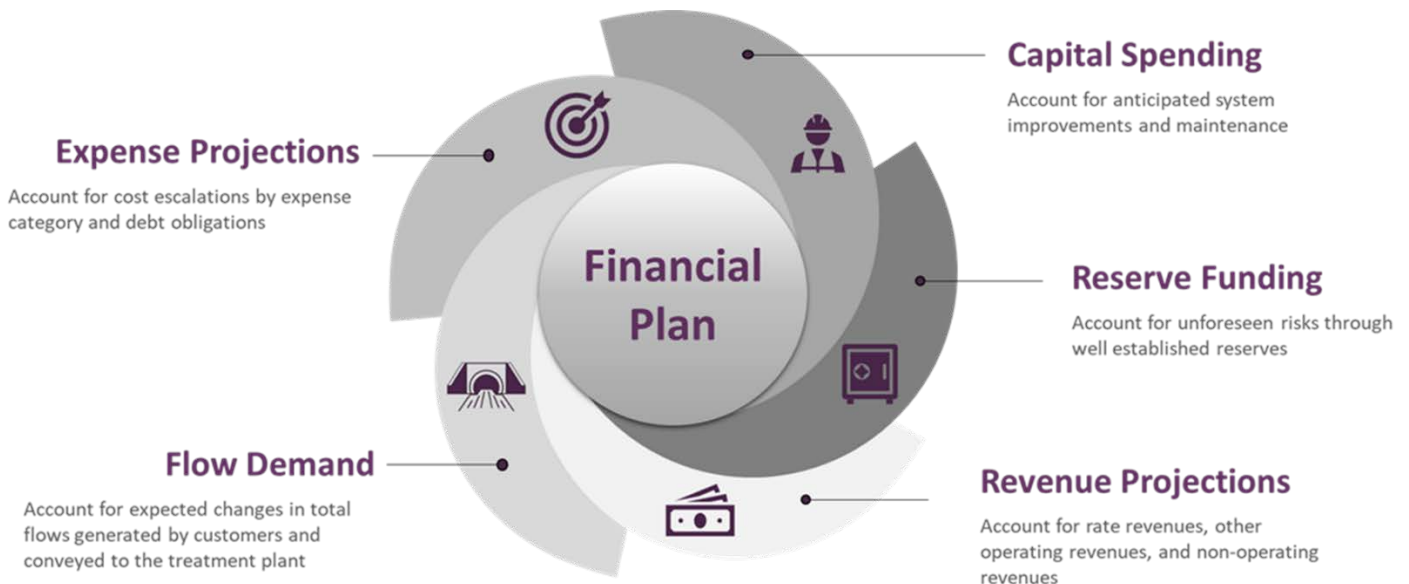 Capital Spending
Account for anticipated system
improvements and maintenance
Expense Projections
Account for cost escalations by expense
category and debt obligations
Financial
Plan
Reserve Funding
Account for unforeseen risks through
well established reserves
Flow Demand
Account for expected changes in total
flows generated by customers and
conveyed to the treatment plant
Revenue Projections
Account for rate revenues, other
operating revenues, and non-operating
revenues